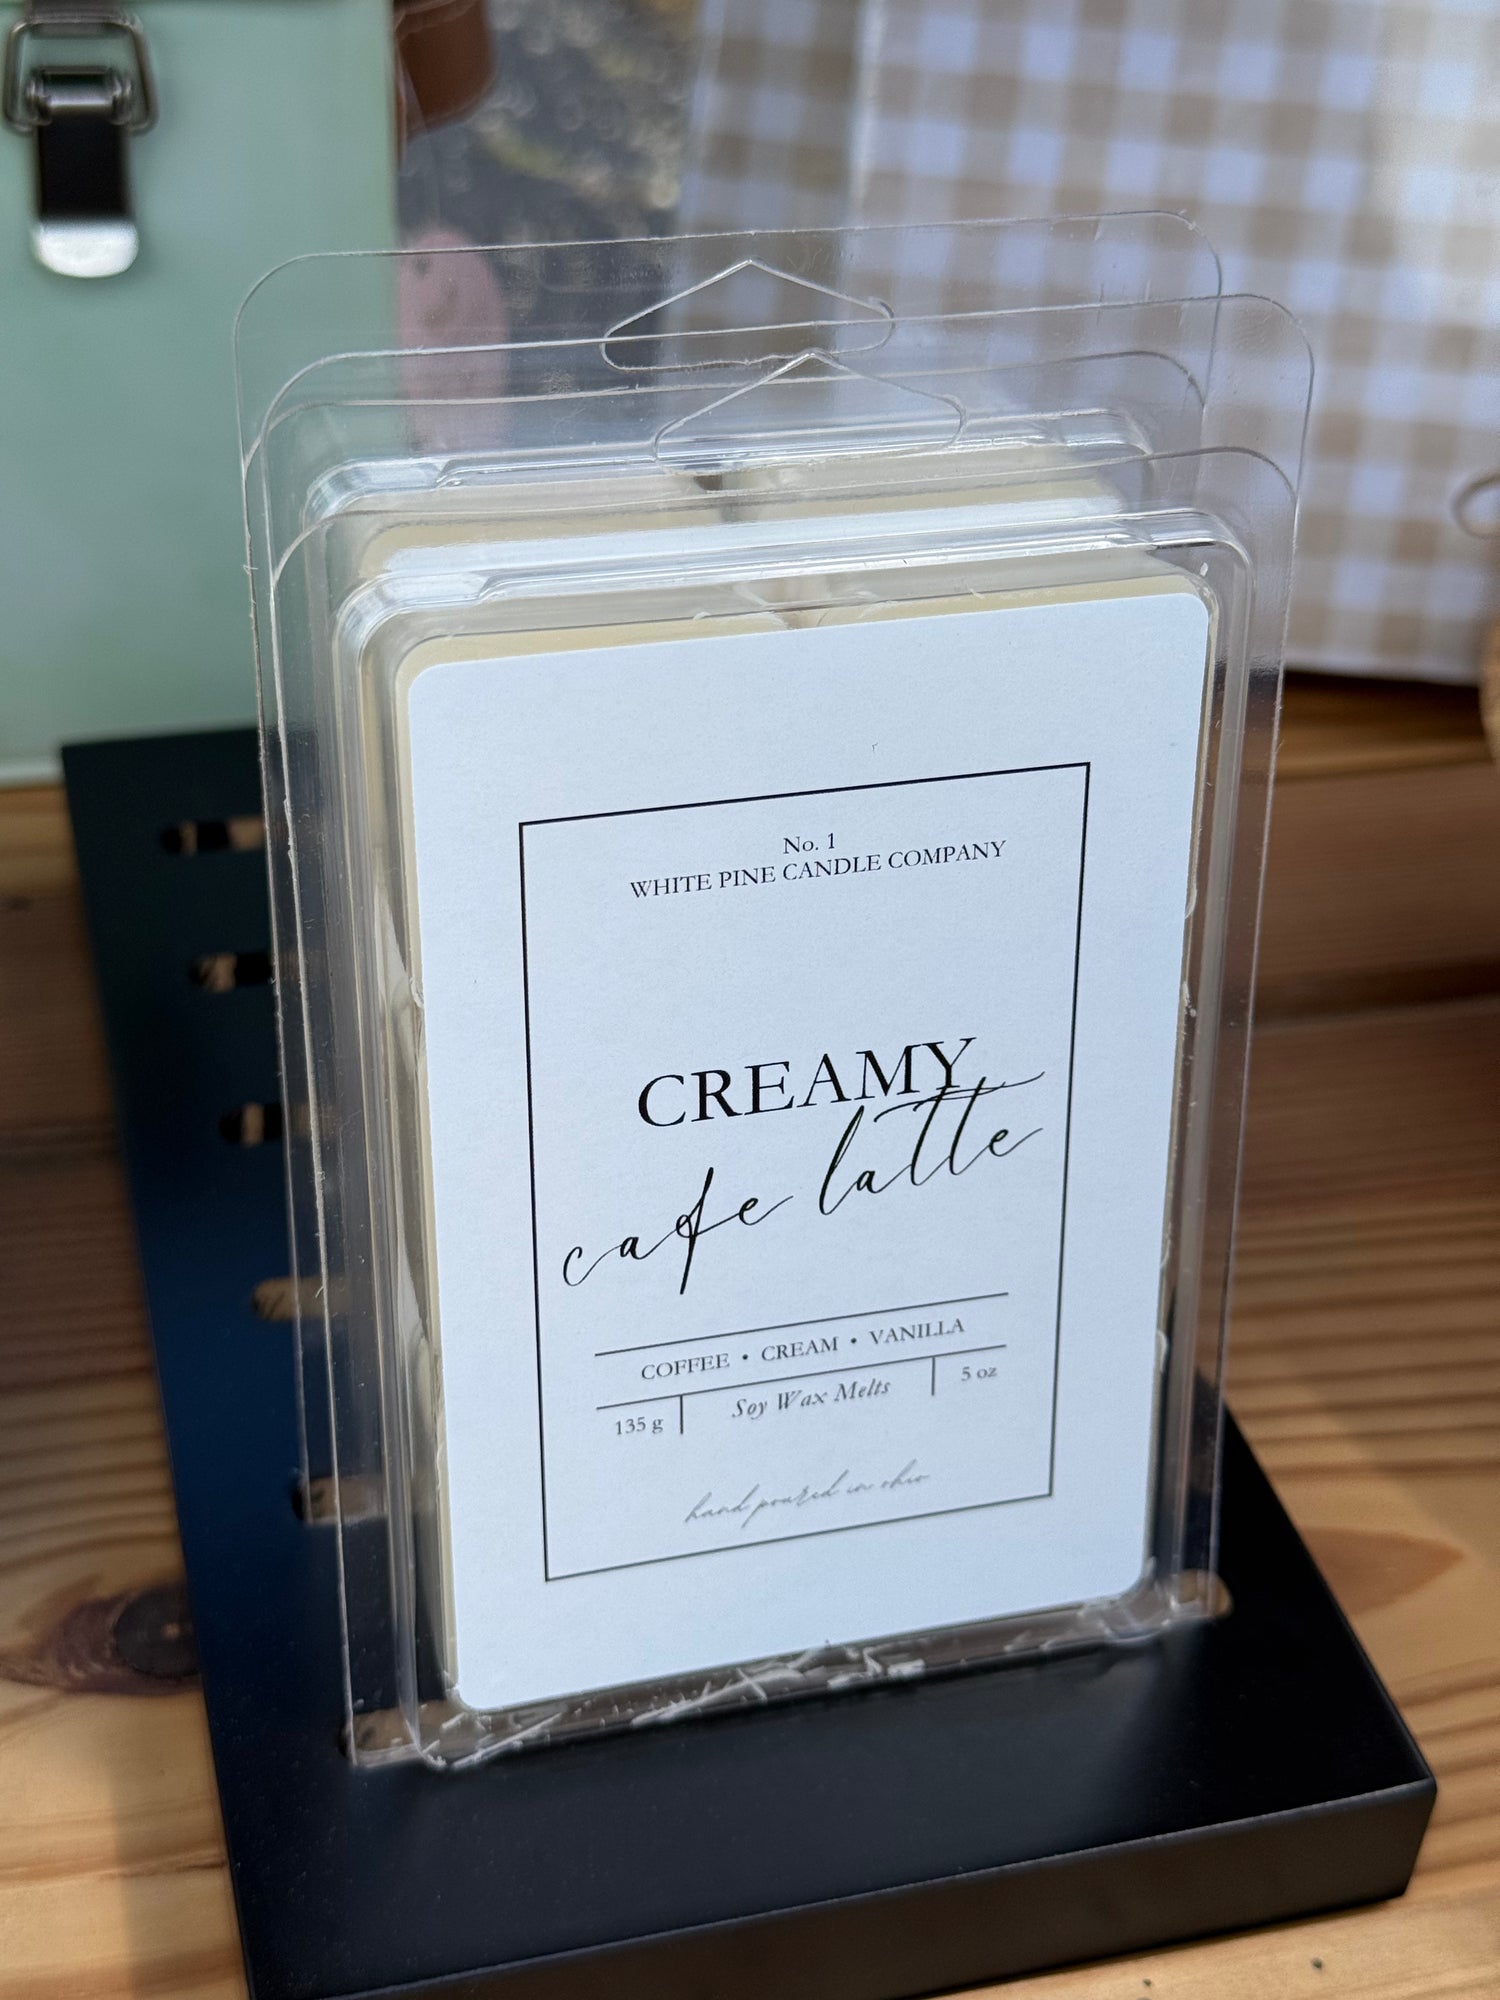 No. 1
WHITE PINE CANDLE COMPANY
CREAMY
cafe latte
COFFEE • CREAM • VANILLA
135 g
Soy Wax Melts
5 oz
hand poured in ohio